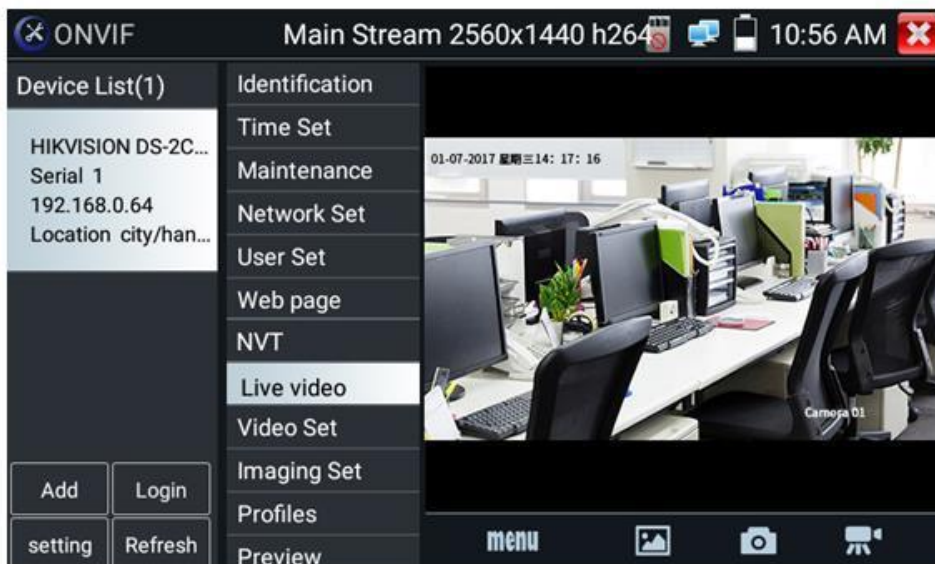 ONVIF
Main Stream 2560x1440 h264
10:56 AM
Device List(1)
HIKVISION DS-2C...
Serial 1
192.168.0.64
Location city/han...
Add
Login
setting
Refresh
Identification
Time Set
Maintenance
Network Set
User Set
Web page
NVT
Live video
Video Set
Imaging Set
Profiles
Preview
01-07-2017 星期三14: 17: 16
Camera 01
menu